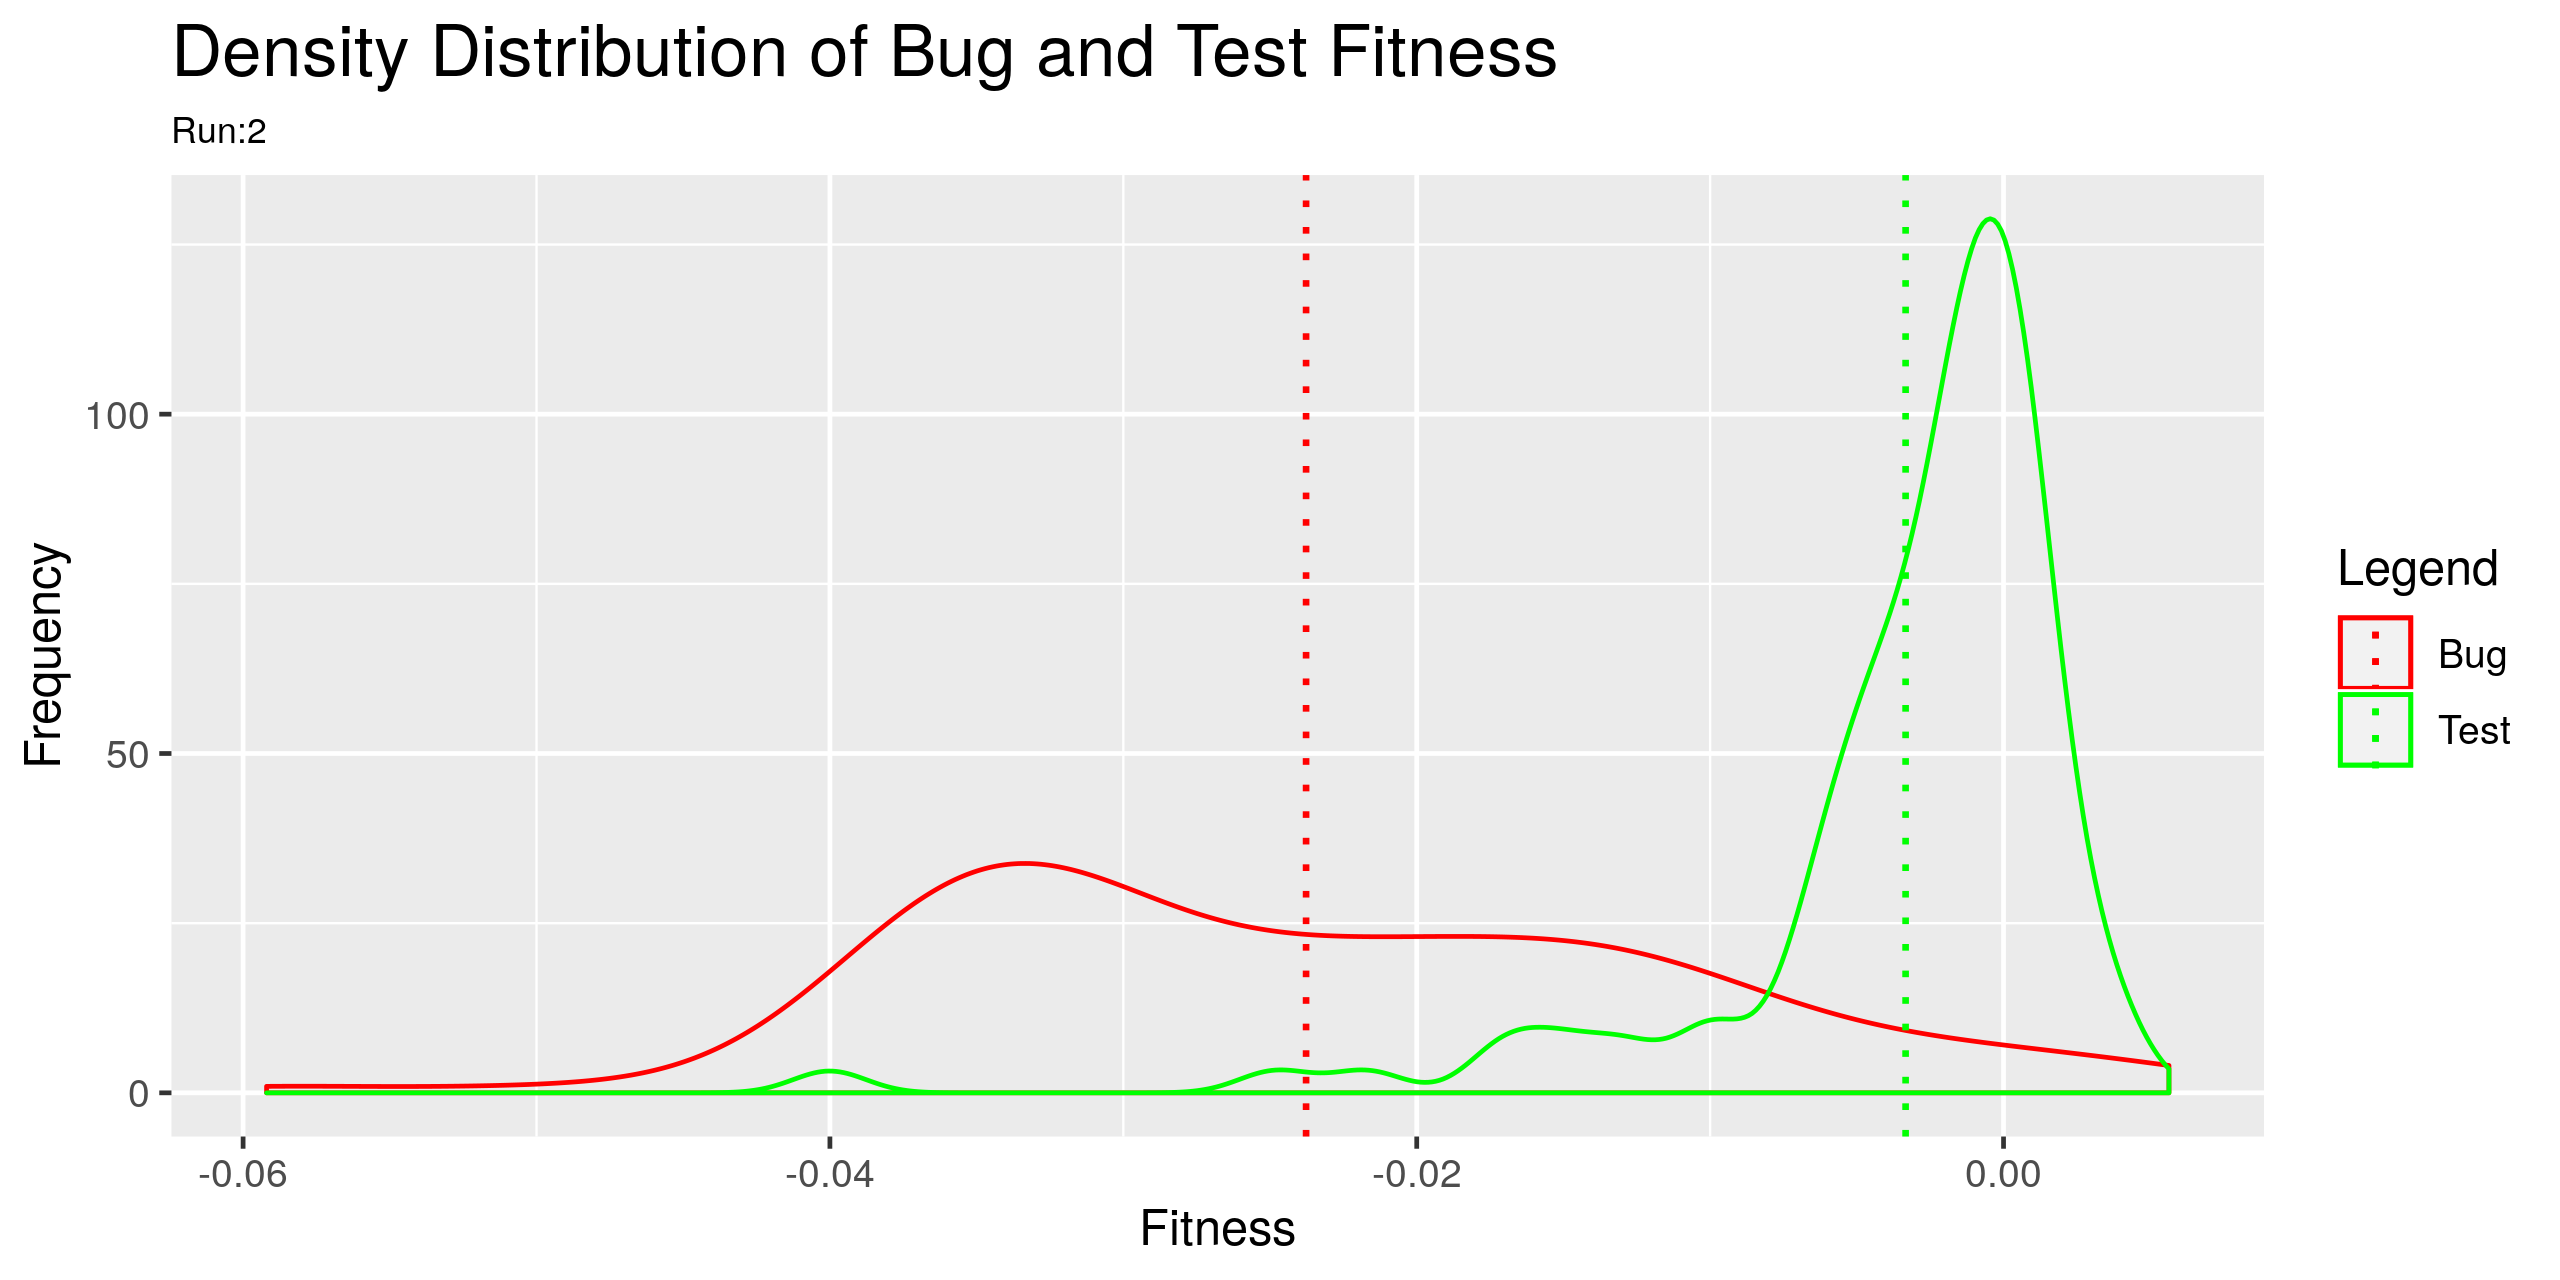 Density Distribution of Bug and Test Fitness
Run:2
Frequency
100
50
0
-0.06
-0.04
-0.02
0.00
Fitness
Legend
Bug
Test